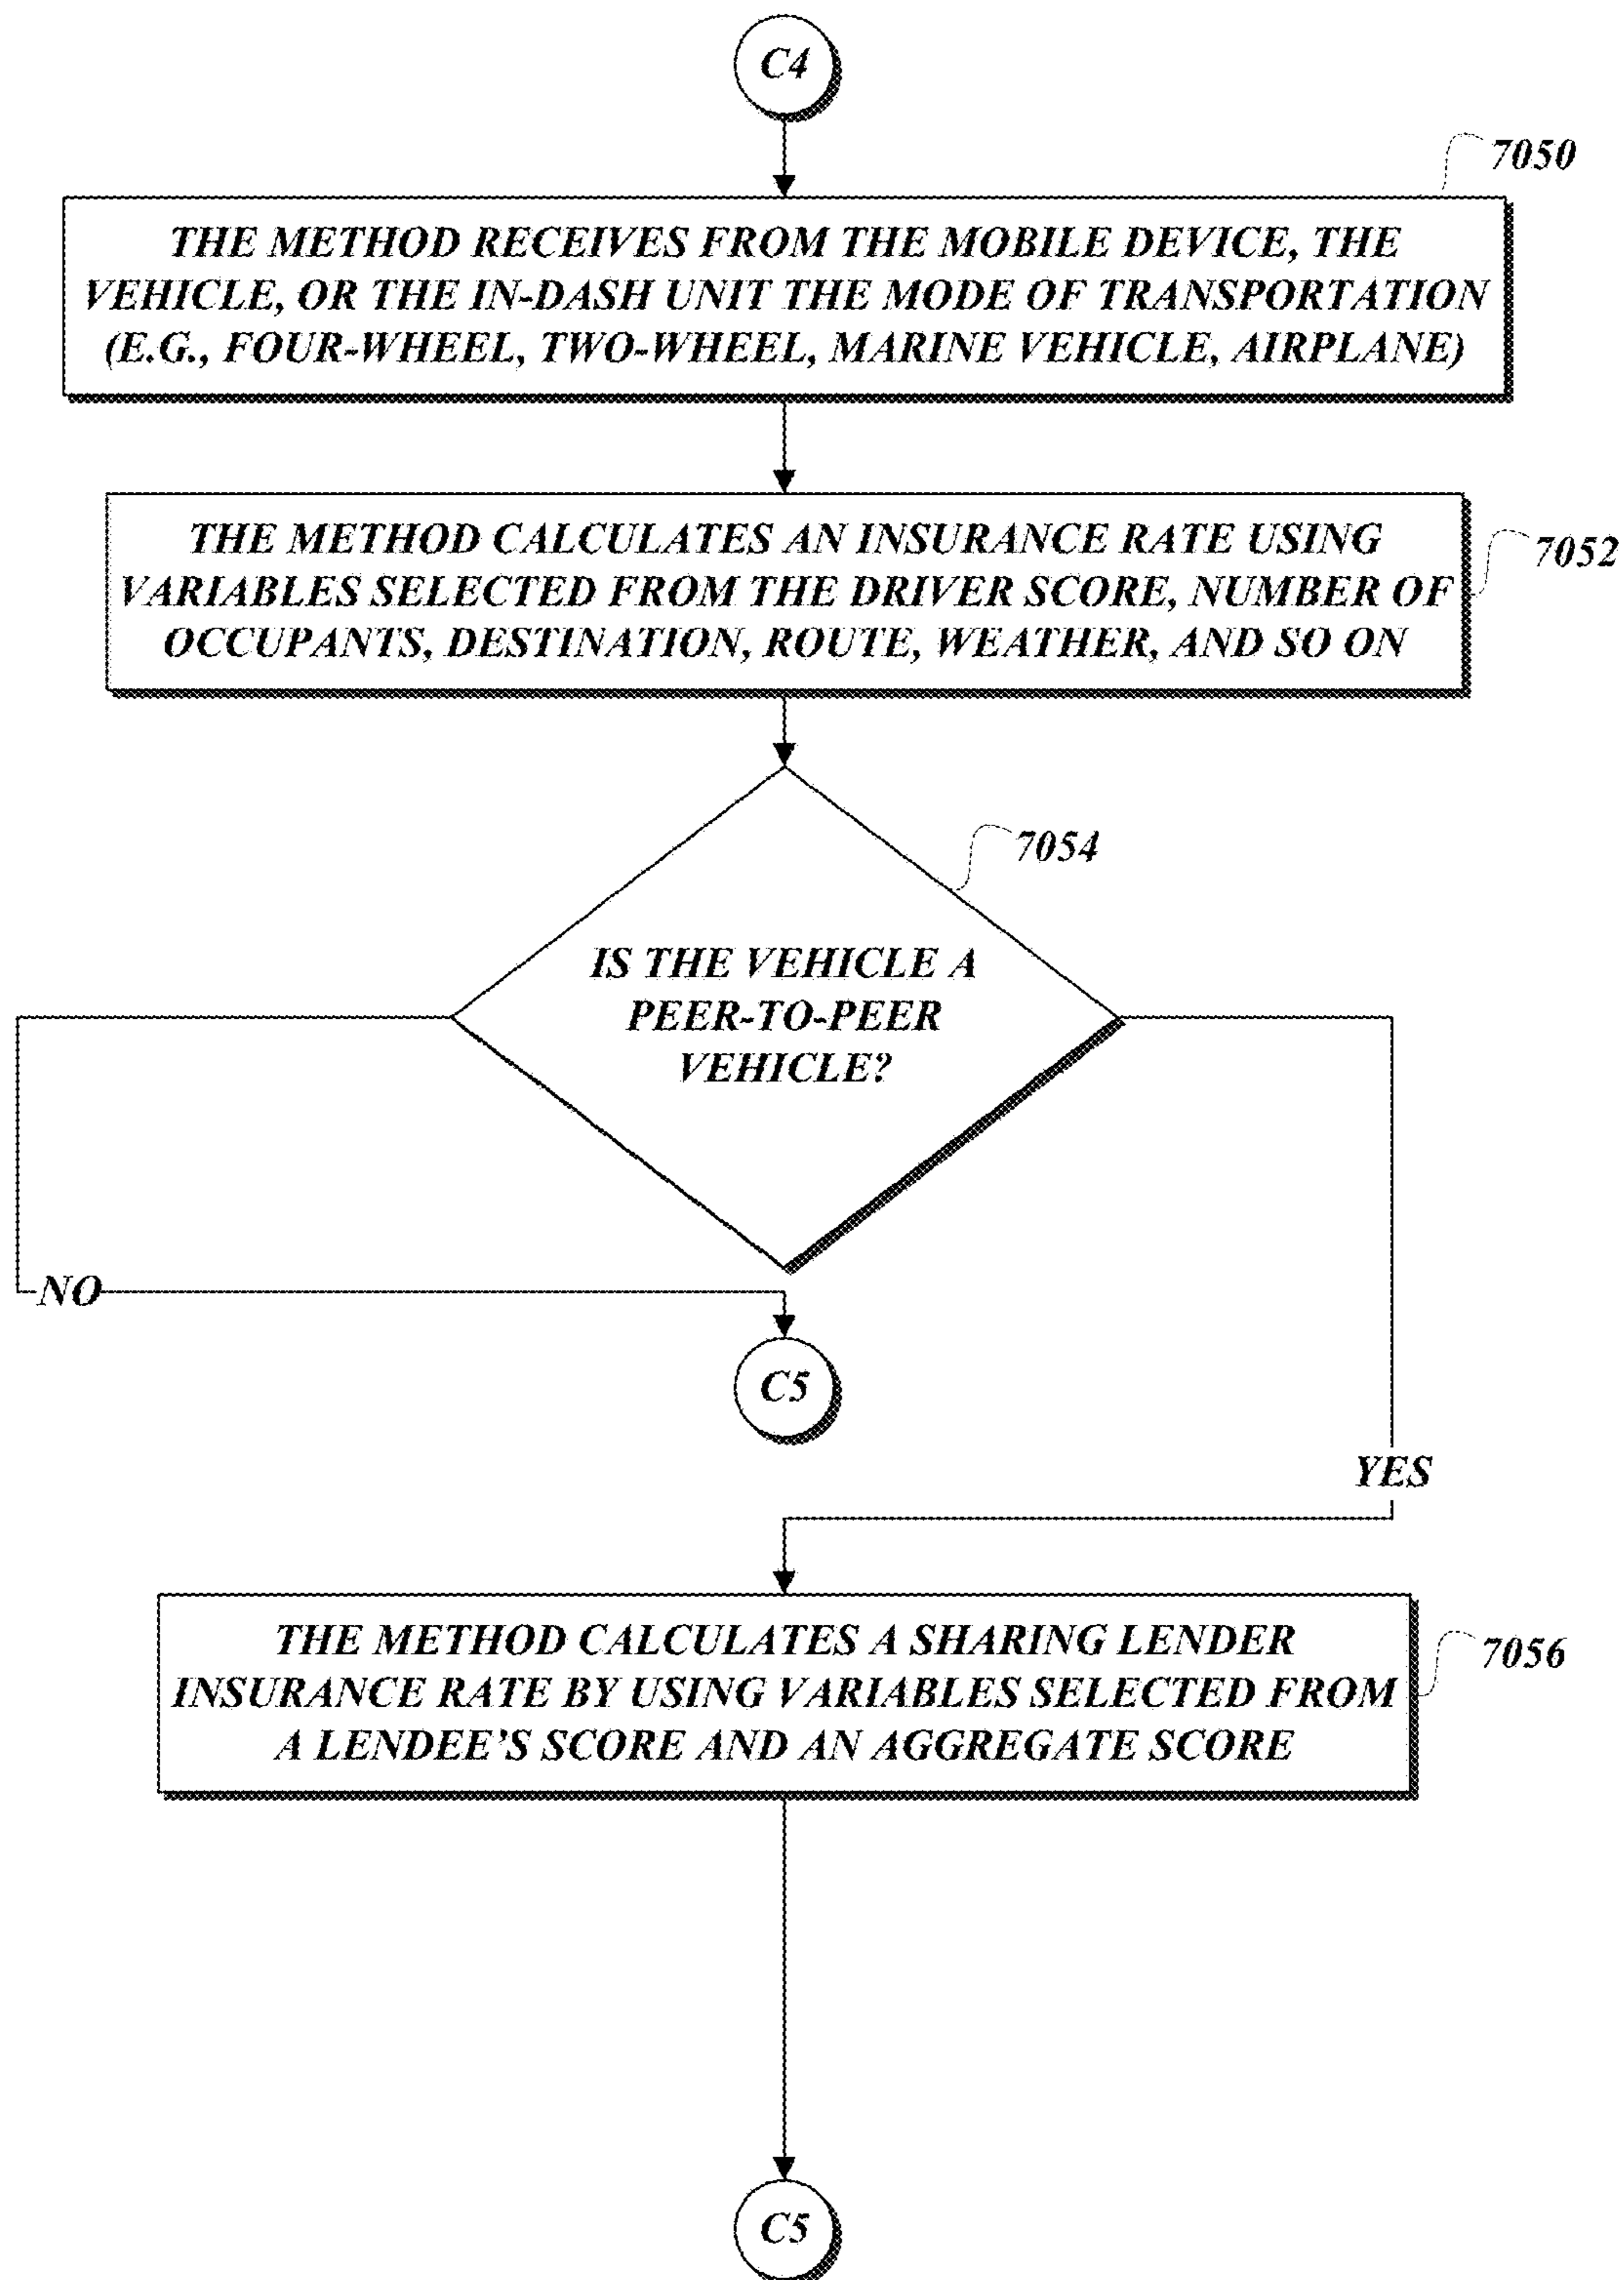 C4
7050
THE METHOD RECEIVES FROM THE MOBILE DEVICE, THE
VEHICLE, OR THE IN-DASH UNIT THE MODE OF TRANSPORTATION
(E.G., FOUR-WHEEL, TWO-WHEEL, MARINE VEHICLE, AIRPLANE)
THE METHOD CALCULATES AN INSURANCE RATE USING
VARIABLES SELECTED FROM THE DRIVER SCORE, NUMBER OF
OCCUPANTS, DESTINATION, ROUTE, WEATHER, AND SO ON
7052
7054
IS THE VEHICLE A
PEER-TO-PEER
VEHICLE?
NO
C5
YES
THE METHOD CALCULATES A SHARING LENDER
INSURANCE RATE BY USING VARIABLES SELECTED FROM
A LENDEE'S SCORE AND AN AGGREGATE SCORE
7056
C5